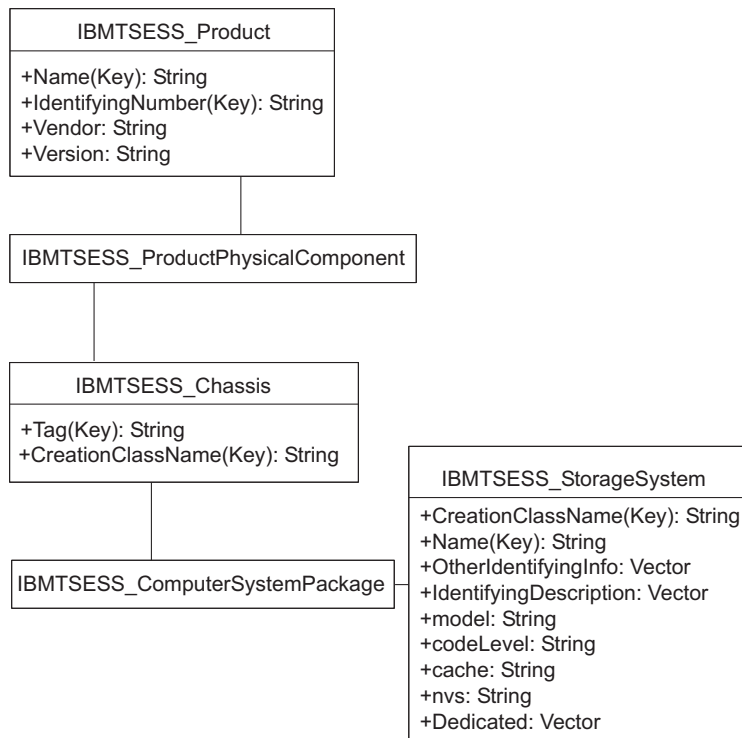 IBMTSESS_Product
+Name(Key): String
+IdentifyingNumber(Key): String
+Vendor: String
+Version: String
IBMTSESS_ProductPhysicalComponent
IBMTSESS_Chassis
+Tag(Key): String
+CreationClassName(Key): String
IBMTSESS_ComputerSystemPackage
IBMTSESS_StorageSystem
+CreationClassName(Key): String
+Name(Key): String
+OtherIdentifyingInfo: Vector
+IdentifyingDescription: Vector
+model: String
+codeLevel: String
+cache: String
+nvs: String
+Dedicated: Vector